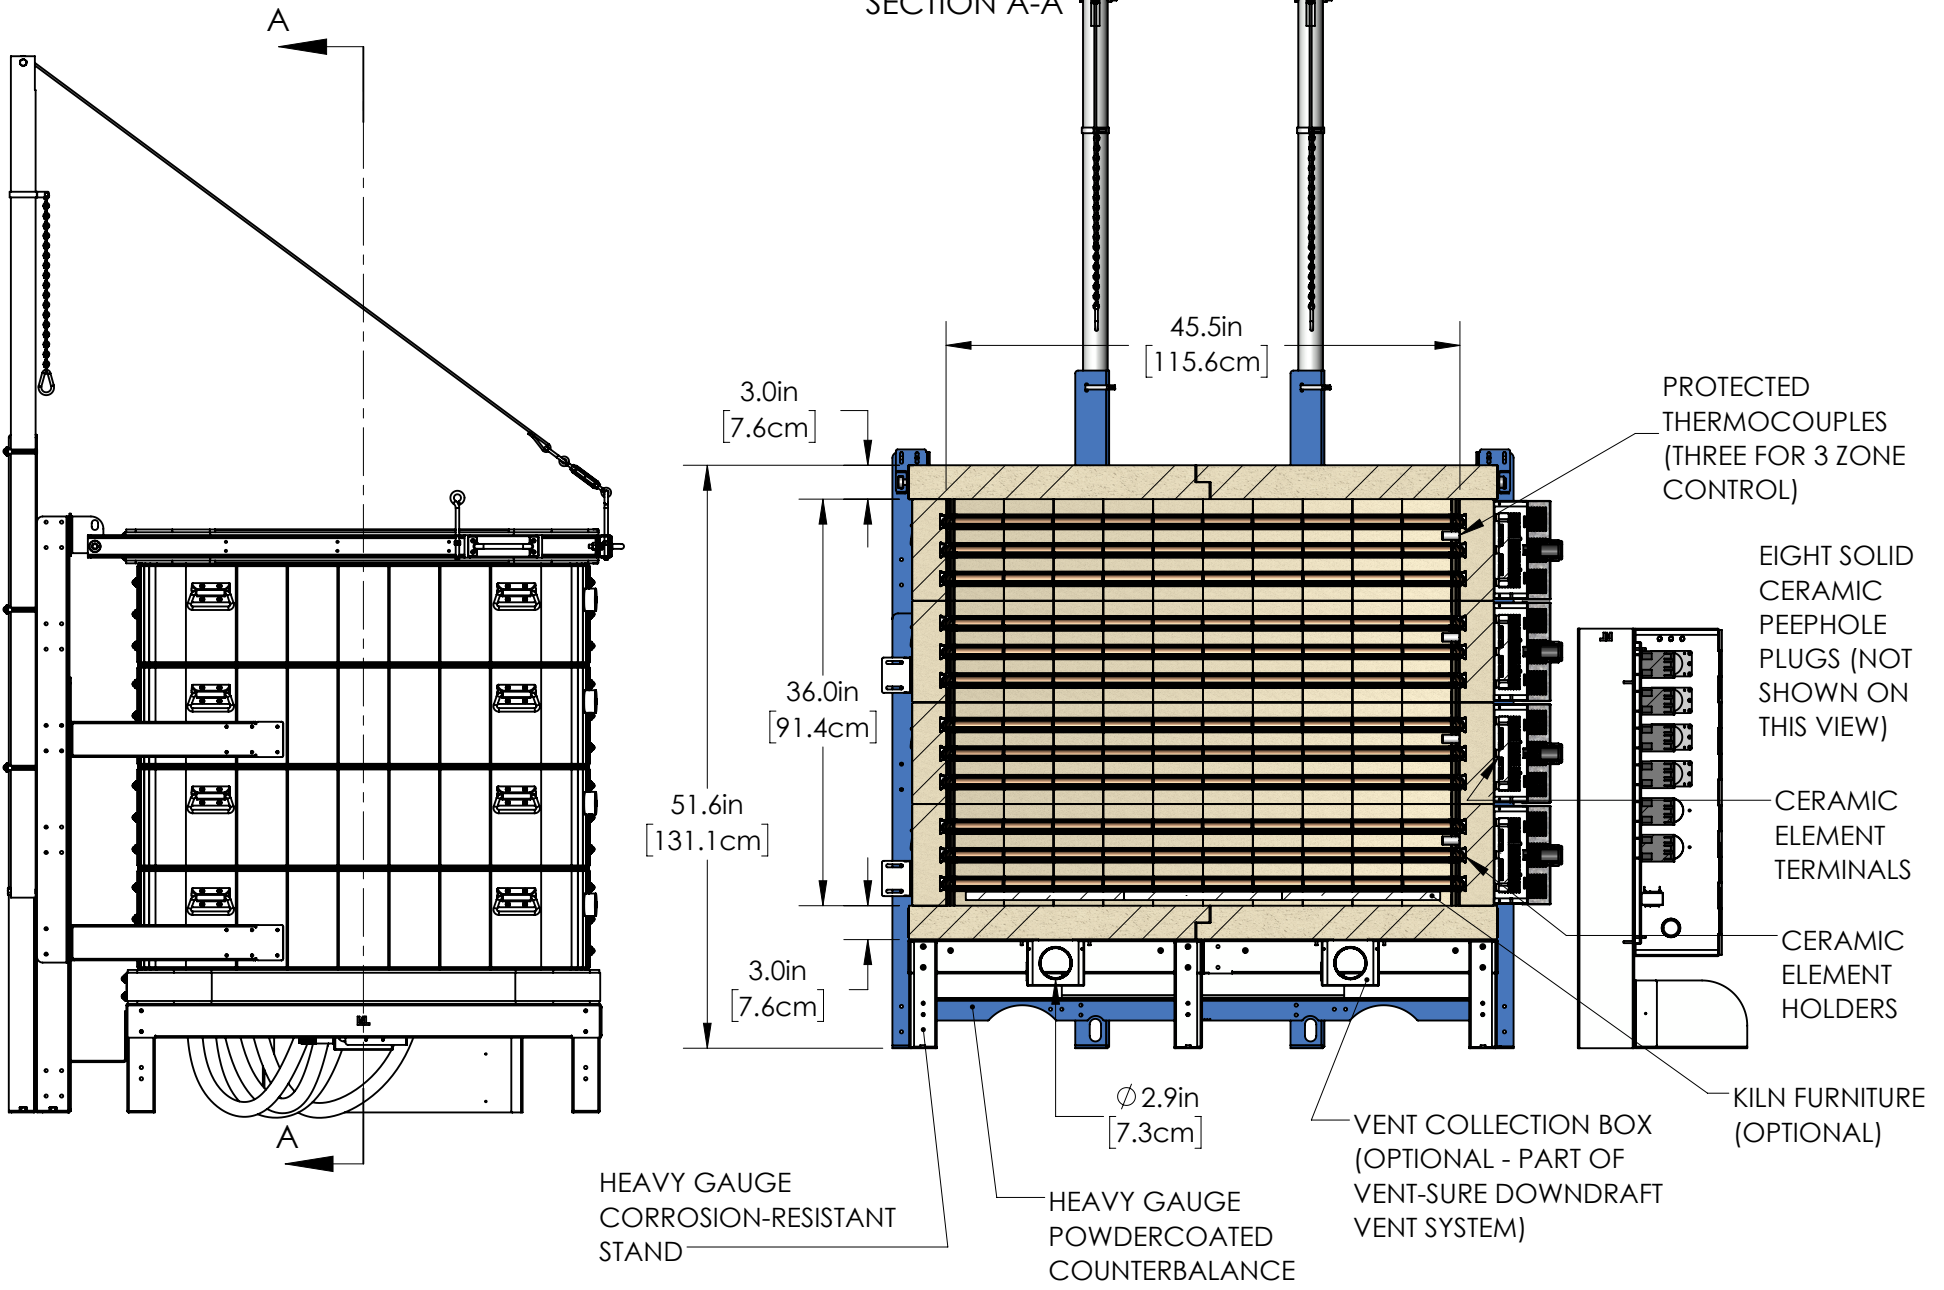 SECTION A-A
A
45.5in
[115.6cm]
3.0in
[7.6cm]
PROTECTED
THERMOCOUPLES
(THREE FOR 3 ZONE
CONTROL)
EIGHT SOLID
CERAMIC
PEEPHOLE
PLUGS (NOT
SHOWN ON
THIS VIEW)
36.0in
[91.4cm]
51.6in
[131.1cm]
CERAMIC
ELEMENT
TERMINALS
CERAMIC
ELEMENT
HOLDERS
3.0in
[7.6cm]
KILN FURNITURE
(OPTIONAL)
Ø2.9in
[7.3cm]
VENT COLLECTION BOX
(OPTIONAL - PART OF
VENT-SURE DOWNDRAFT
VENT SYSTEM)
A
HEAVY GAUGE
CORROSION-RESISTANT
STAND
HEAVY GAUGE
POWDERCOATED
COUNTERBALANCE